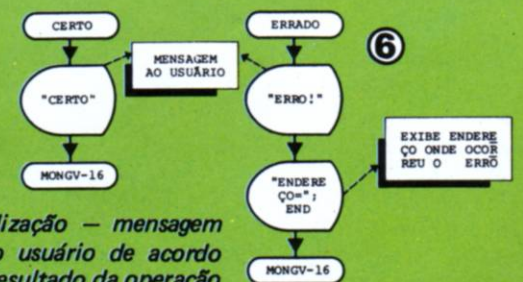 CERTO
MENSAGEM
AO USUÁRIO
"CERTO"
MONGV-16
ERRADO
6
"ERRO!"
EXIBE ENDERE
ÇO ONDE OCOR
REU O ERRO
"ENDERE
ÇO=";
END
MONGV-16
lização — mensagem
usuário de acordo
resultado da operação